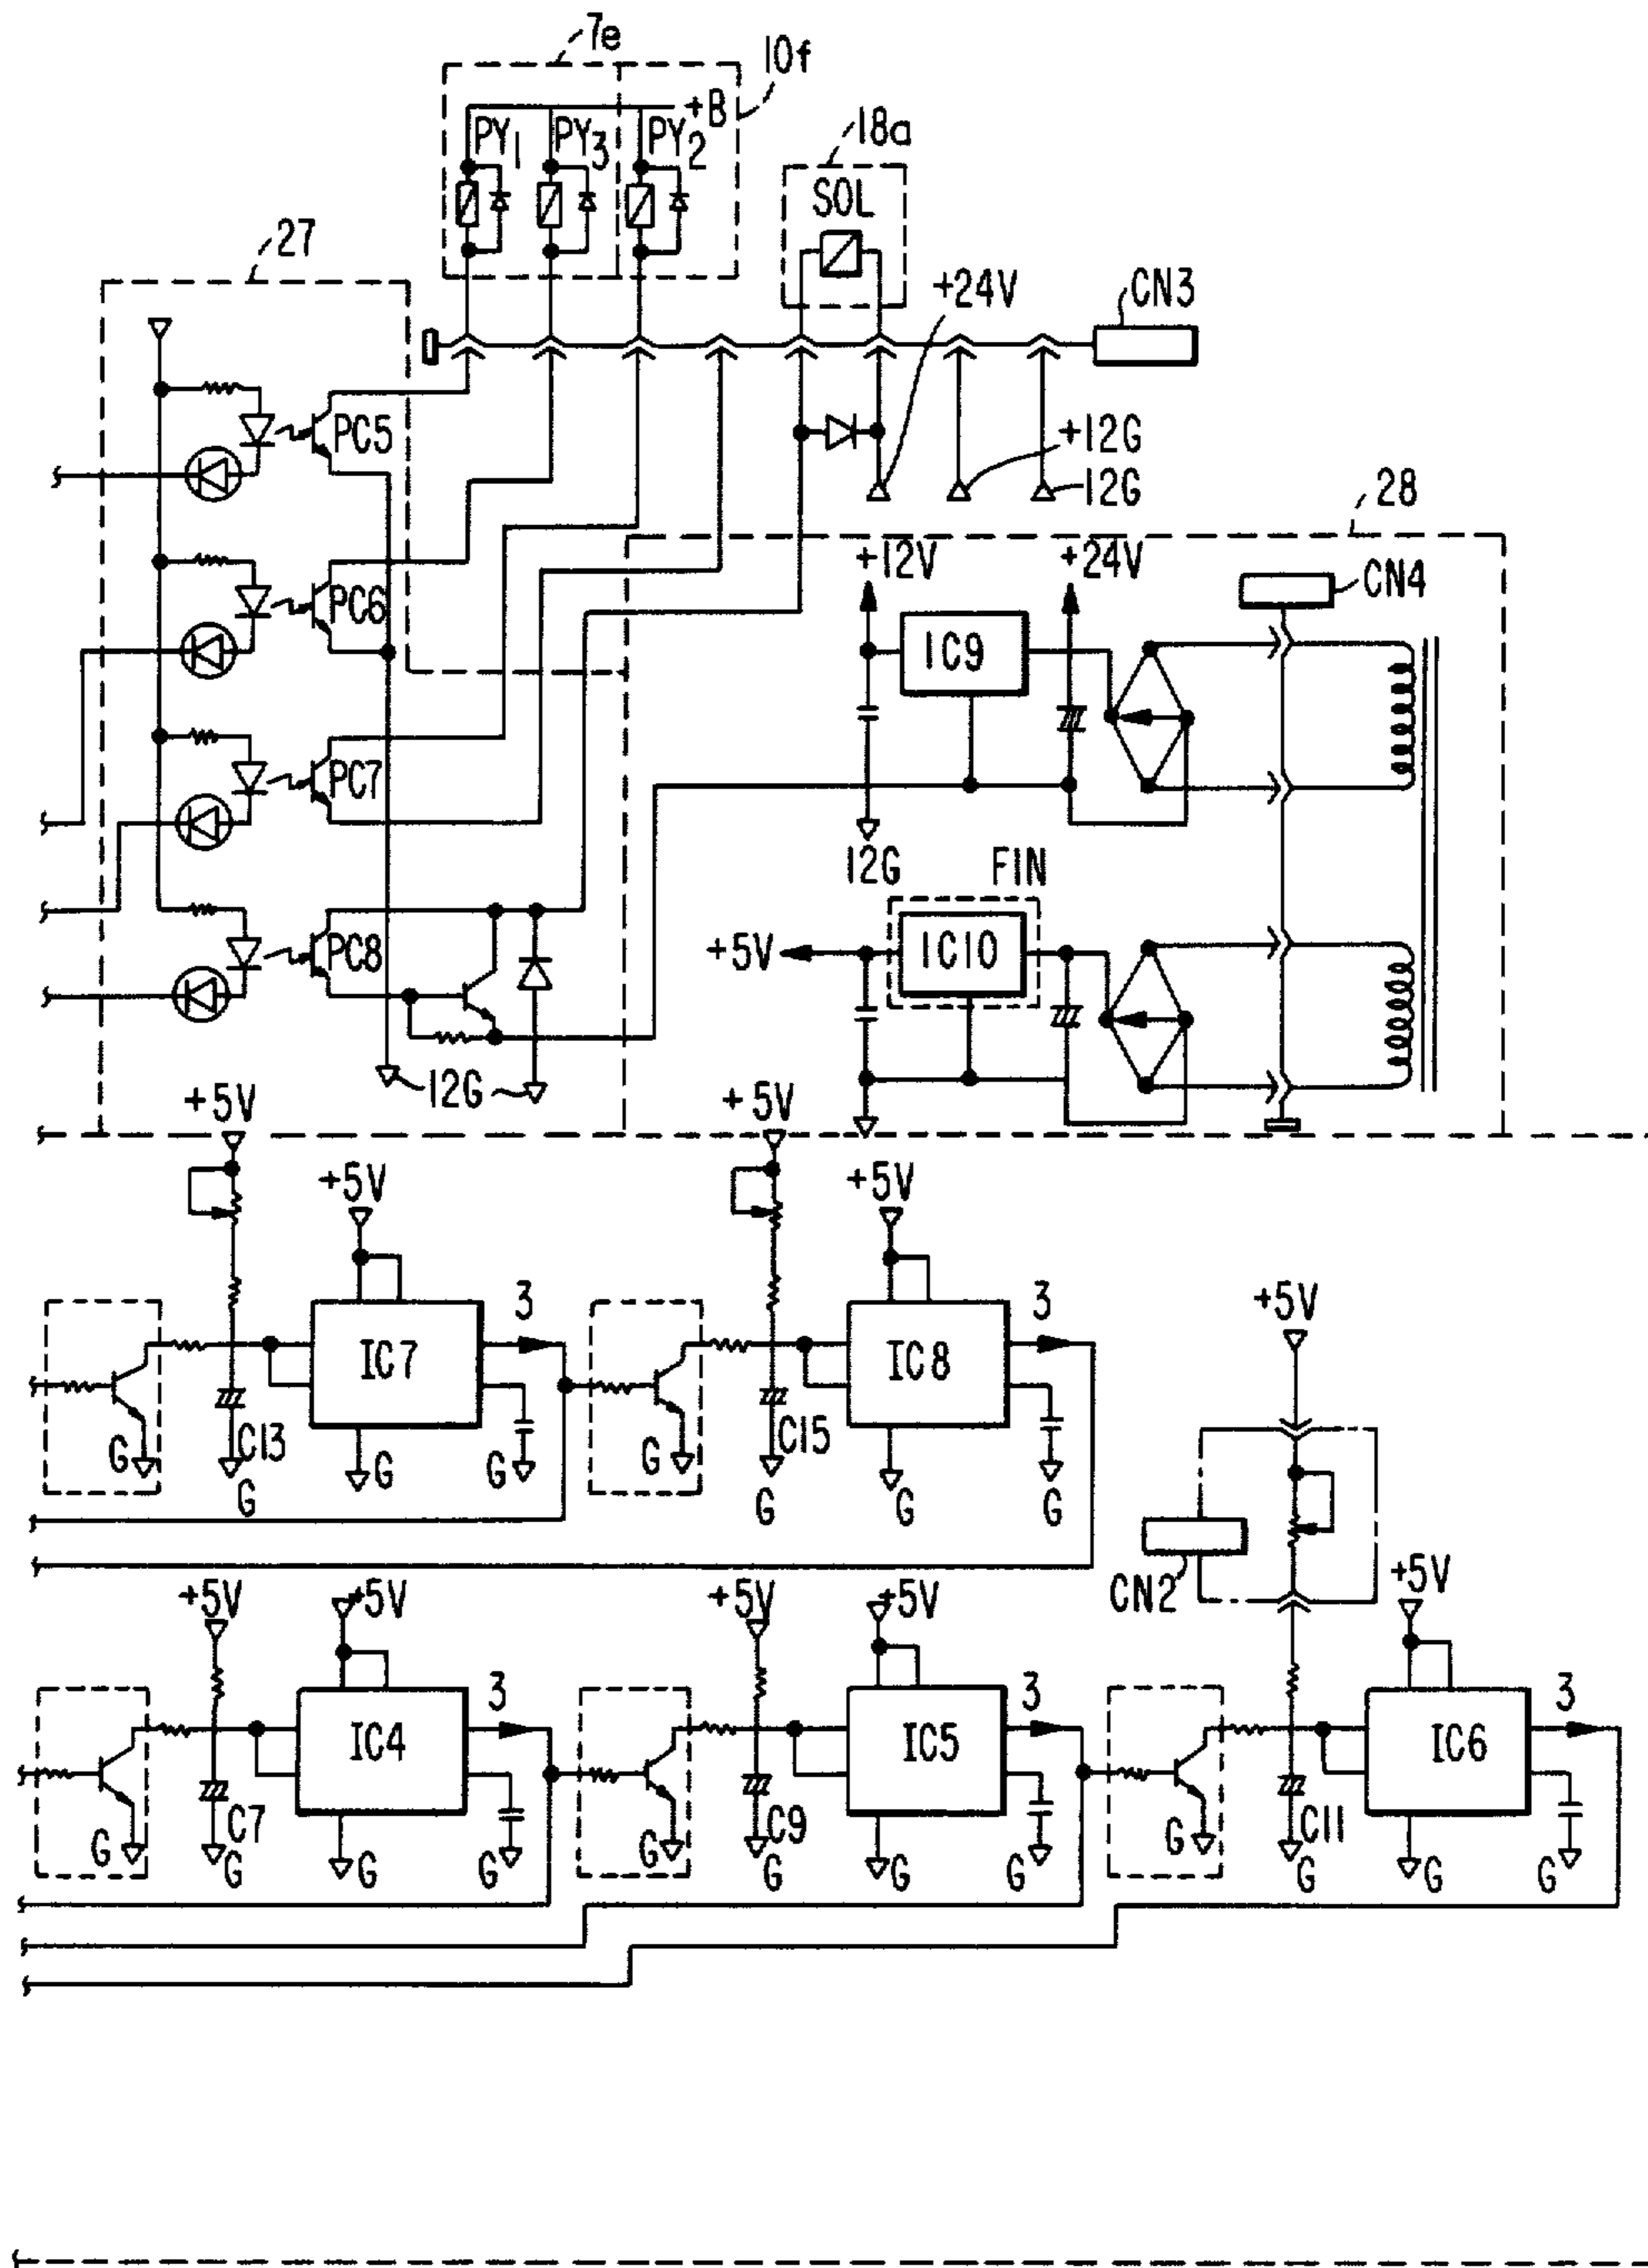 7e
10f
+B
PY1 PY3 PY2
18a
SOL
27
+24V
CN3
PC5
+12G
12G
28
+12V +24V
CN4
PC6
IC9
PC7
12G
FIN
+5V
IC10
PC8
12G
+5V +5V
+5V +5V
3 3
+5V
IC7 IC8
G C13 G G G C15
G G G G
CN2
+5V
+5V +5V +5V +5V
3 3 3
IC4 IC5 IC6
G C7 G C9 G C11
G G G G G G G G G